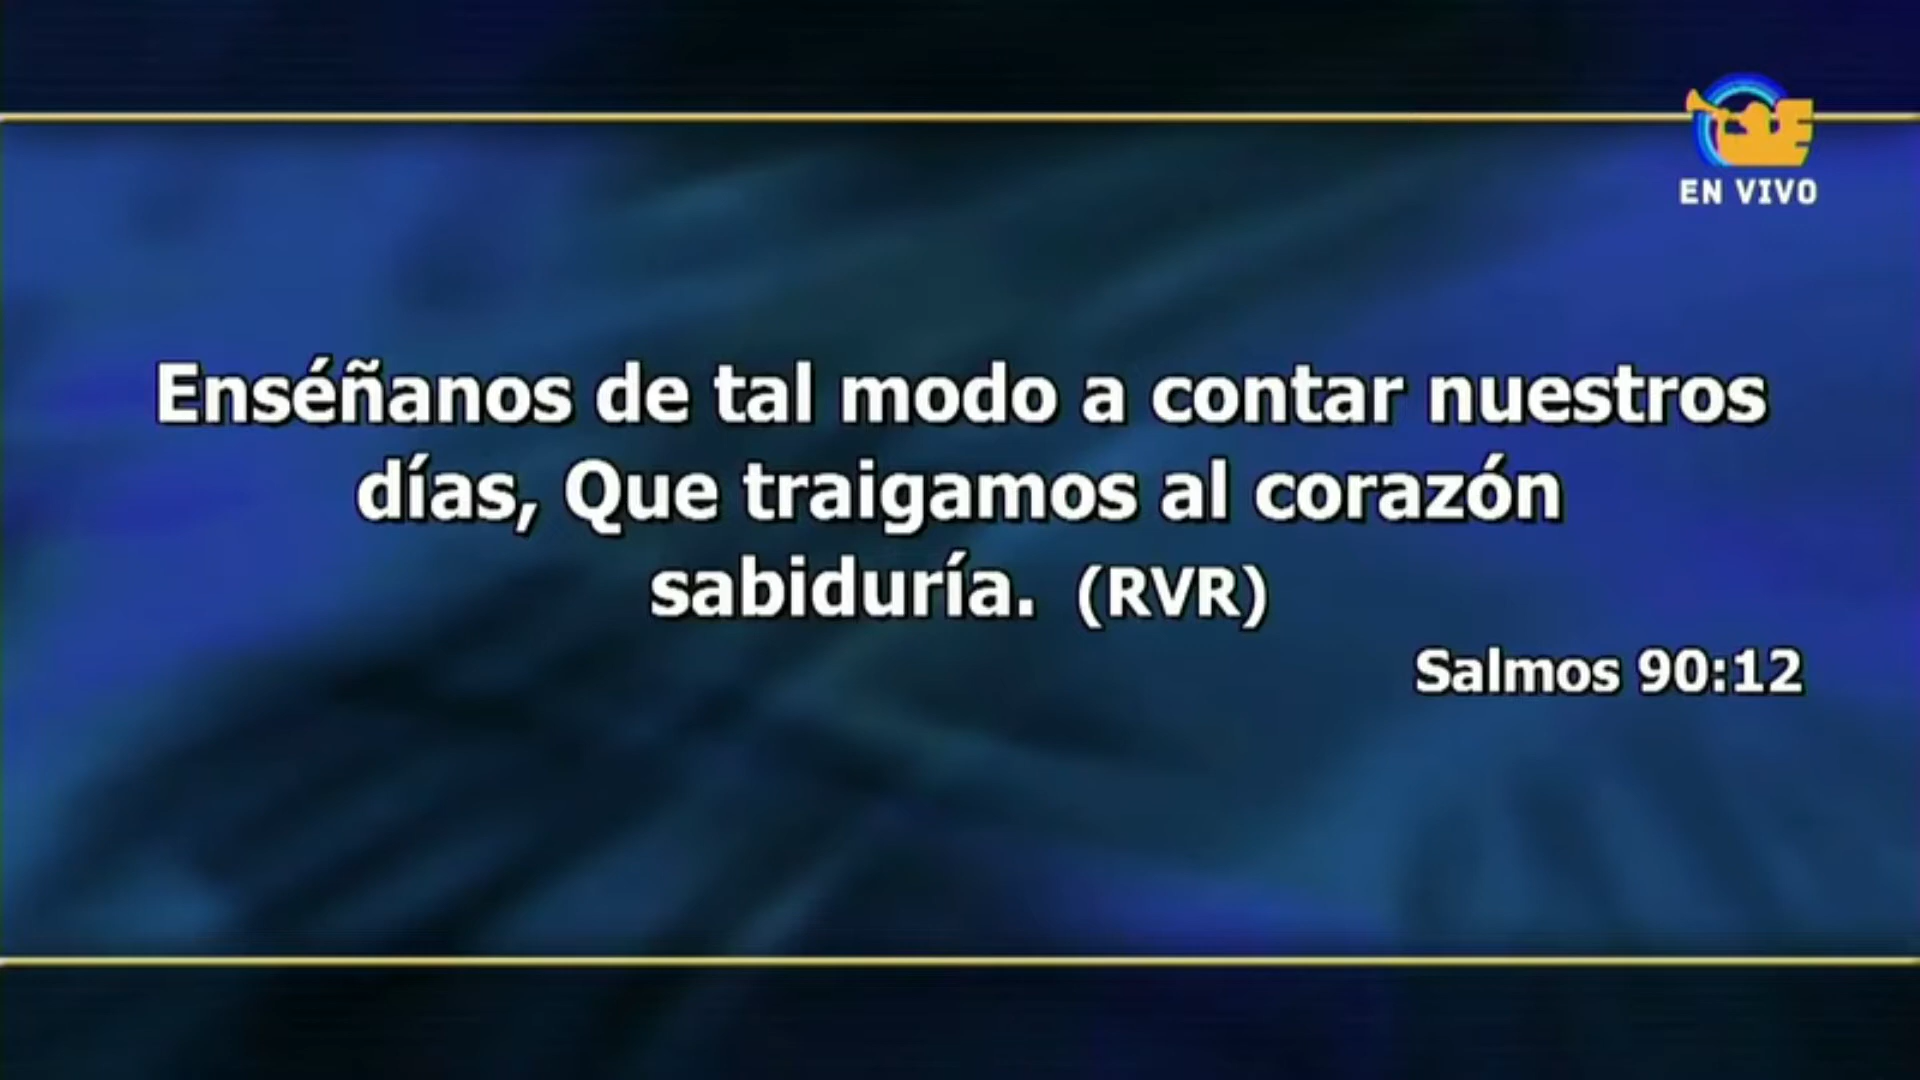 EN VIVO
Enséñanos de tal modo a contar nuestros
días, Que traigamos al corazón
sabiduría. (RVR)
Salmos 90:12